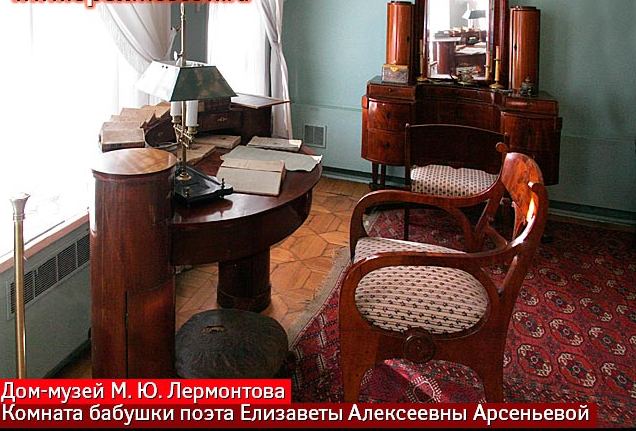 Дом-музей М. Ю. Лермонтова
Комната бабушки поэта Елизаветы Алексеевны Арсеньевой